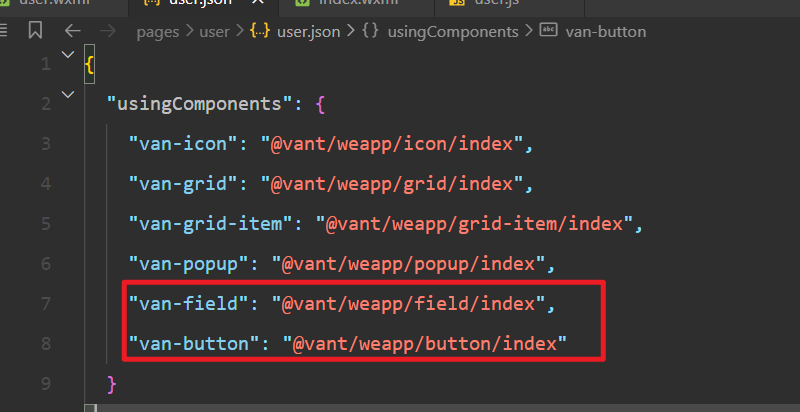 user.wxml user.json index.wxml user.js
pages > user > {..} user.json > {} usingComponents > abc van-button
1 {
2 "usingComponents": {
3 "van-icon": "@vant/weapp/icon/index",
4 "van-grid": "@vant/weapp/grid/index",
5 "van-grid-item": "@vant/weapp/grid-item/index",
6 "van-popup": "@vant/weapp/popup/index",
7 "van-field": "@vant/weapp/field/index",
8 "van-button": "@vant/weapp/button/index"
9 }